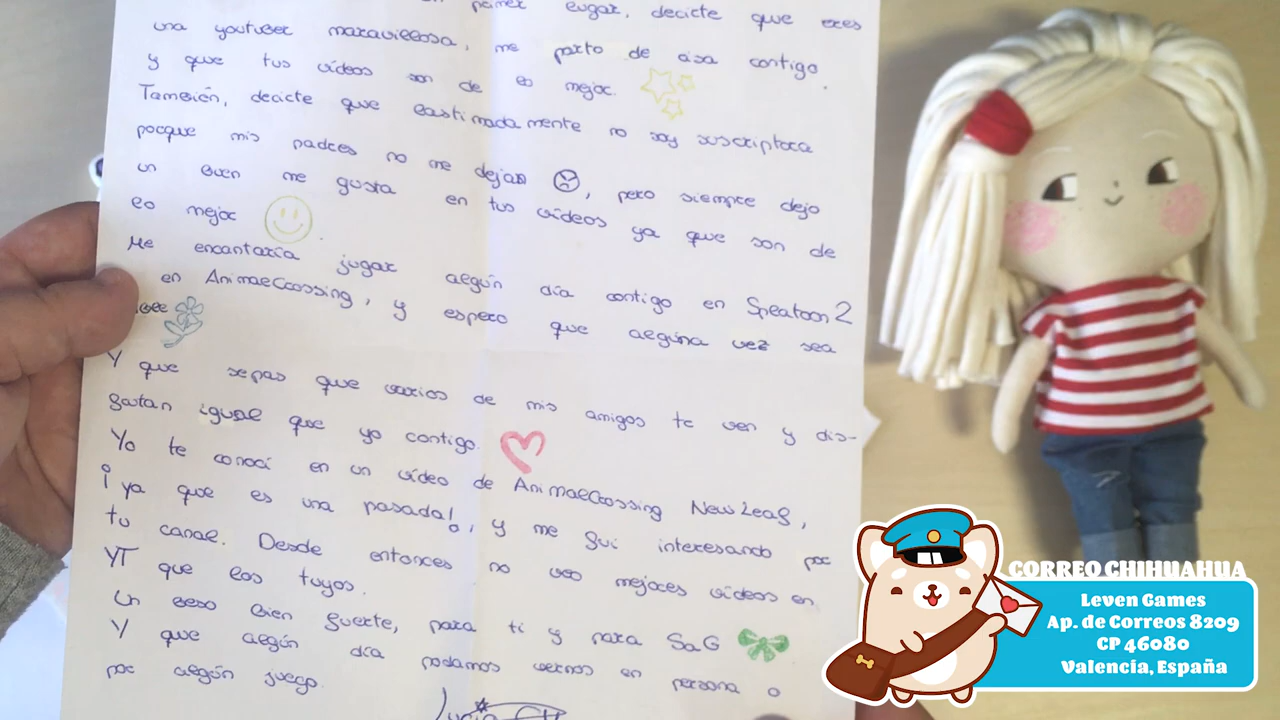 primer lugar, decirte que eres
una youtuber maravillosa, me parto de risa contigo,
y que tus vídeos son de lo mejor.
También, decirte que lastimadamente no soy suscriptora
porque mis padres no me dejan, pero siempre dejo
un buen me gusta en tus vídeos ya que son de
lo mejor.
Me encantaría jugar algún día contigo en Splatoon 2
en AnimalCrossing, y espero que alguna vez sea
Y que sepas que varios de mis amigos te ven y dis-
frutan igual que yo contigo.
Yo te conocí en un vídeo de AnimalCrossing New Leaf,
¡ya que es una pasada!, y me fui interesando por
tu canal. Desde entonces no veo mejores vídeos en
YT que los tuyos.
Un beso bien fuerte, para ti y para SaG
Y que algún día podamos vernos en persona o
por algún juego.
CORREO CHIHUAHUA
Leven Games
Ap. de Correos 8209
CP 46080
Valencia, España